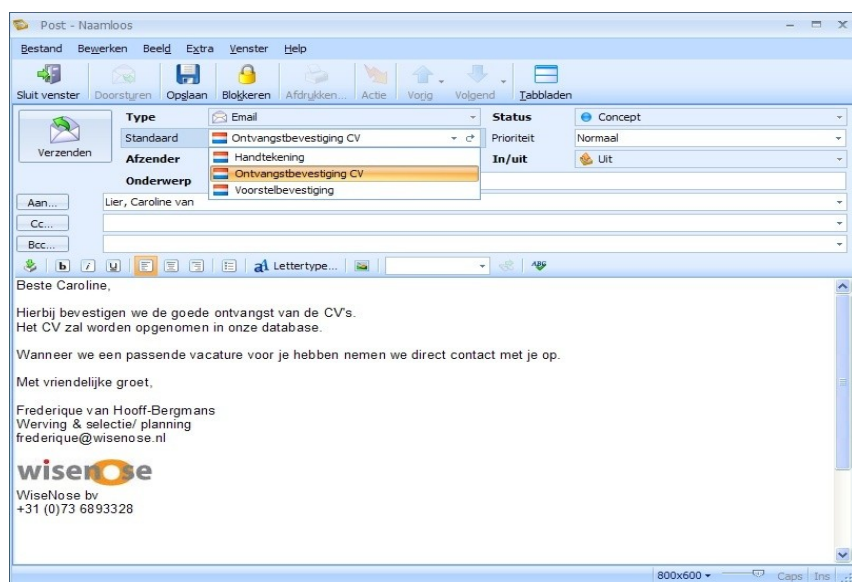 Post - Naamloos
Bestand Bewerken Beeld Extra Venster Help
Sluit venster Doorsturen Opslaan Blokkeren Afdrukken... Actie Vorig Volgend Tabbladen
Verzenden
Type Email Status Concept
Standaard Ontvangstbevestiging CV Prioriteit Normaal
Afzender Handtekening In/uit Uit
Ontvangstbevestiging CV
Onderwerp Voorstelbevestiging
Aan... Lier, Caroline van
Cc...
Bcc...
b i u a Lettertype... ABC
Beste Caroline,
Hierbij bevestigen we de goede ontvangst van de CV's.
Het CV zal worden opgenomen in onze database.
Wanneer we een passende vacature voor je hebben nemen we direct contact met je op.
Met vriendelijke groet,
Frederique van Hooff-Bergmans
Werving & selectie/ planning
frederique@wisenose.nl
wisenose
WiseNose bv
+31 (0)73 6893328
800x600 Caps Ins